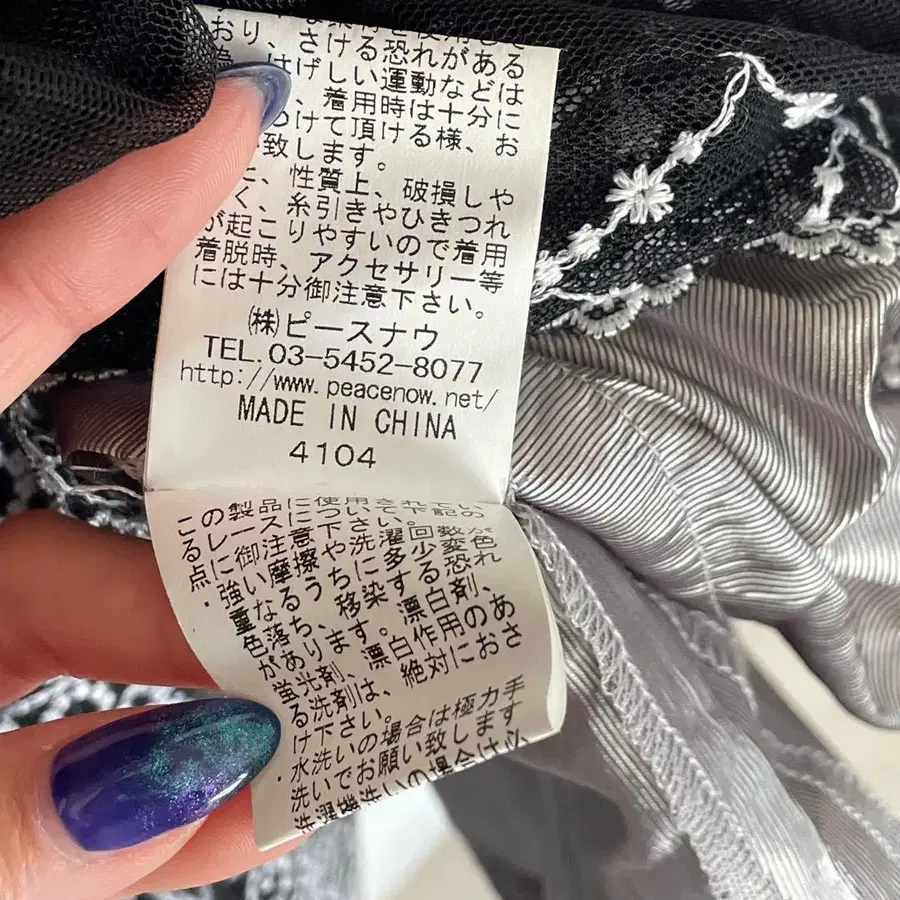 おり、さける恐れがある
はげしい運動などは
着用時は十分に
つけて頂ける様、お
致します。
、性質上、破損しや
く、糸引きやひきつれ
が起こりやすいので着用
着脱時、アクセサリー等
には十分御注意下さい。
㈱ピースナウ
TEL.03-5452-8077
http://www.peacenow.net/
MADE IN CHINA
4104
この製品に使用されてい
るレースについて下記の
点に御注意下さい。
・強い摩擦や洗濯回数が
重なるうちに多少変色
色落ち、移染する恐れ
があります。漂白剤、
蛍光剤、漂白作用のあ
る洗剤は、絶対におさ
け下さい。
・水洗いの場合は極力手
洗いでお願い致します
洗濯機洗いの場合は必